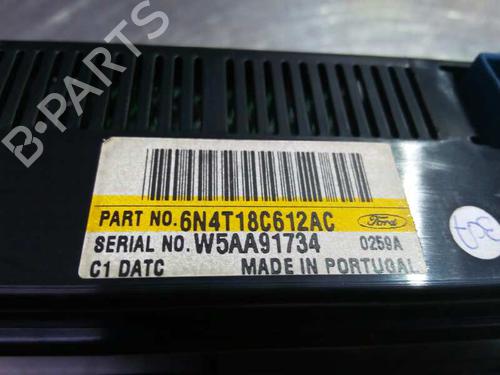 PART NO. 6N4T18C612AC Ford
SERIAL NO. W5AA91734 0259A
C1 DATC MADE IN PORTUGAL
B-PARTS